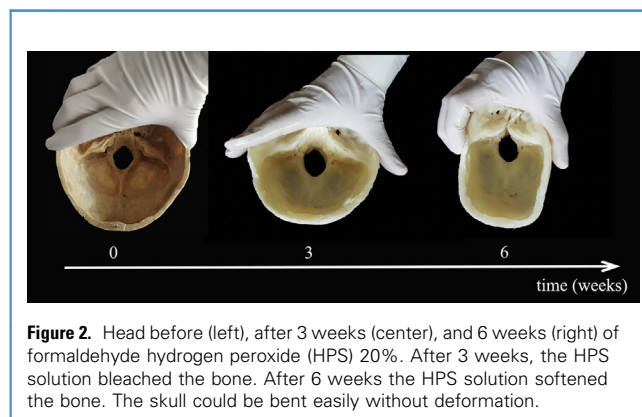 0
3
6
time (weeks)
Figure 2. Head before (left), after 3 weeks (center), and 6 weeks (right) of
formaldehyde hydrogen peroxide (HPS) 20%. After 3 weeks, the HPS
solution bleached the bone. After 6 weeks the HPS solution softened
the bone. The skull could be bent easily without deformation.